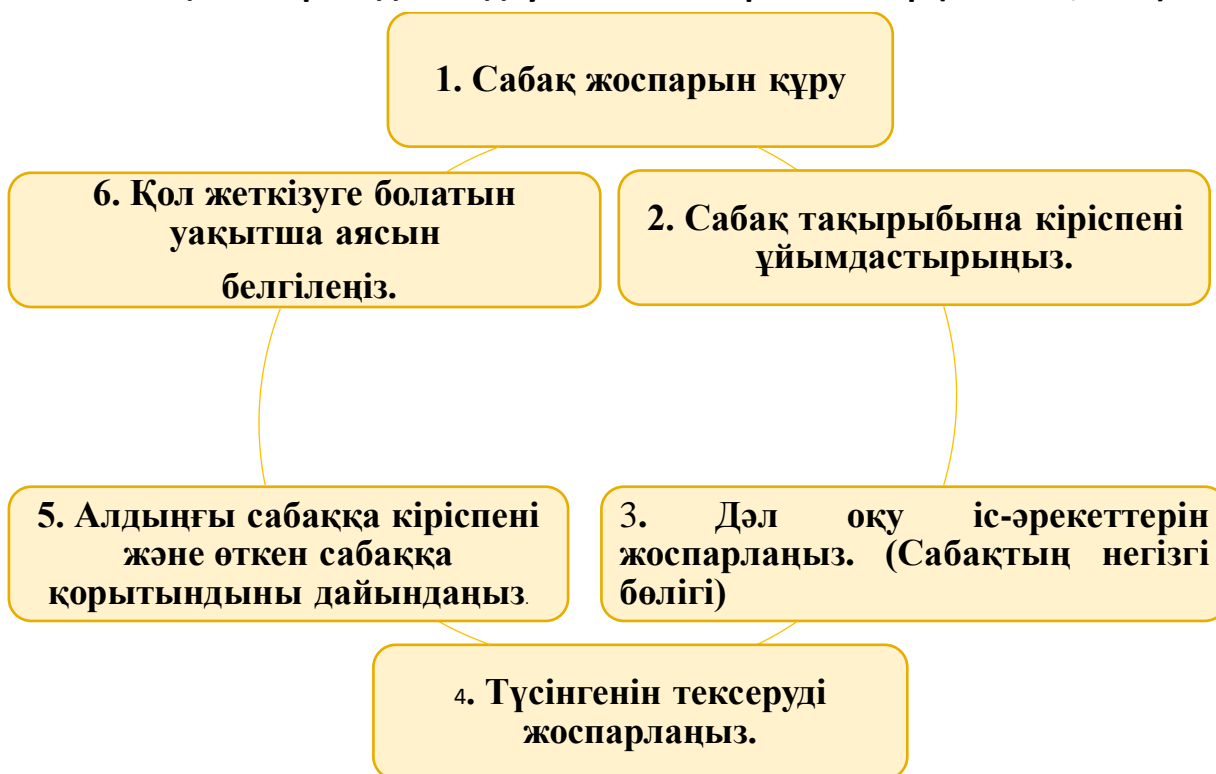 1. Сабақ жоспарын құру
2. Сабақ тақырыбына кіріспені
ұйымдастырыңыз.
3. Дәл оқу іс-әрекеттерін
жоспарлаңыз. (Сабақтың негізгі
бөлігі)
4. Түсінгенін тексеруді
жоспарлаңыз.
5. Алдыңғы сабаққа кіріспені
және өткен сабаққа
қорытындыны дайындаңыз.
6. Қол жеткізуге болатын
уақытша аясын
белгілеңіз.